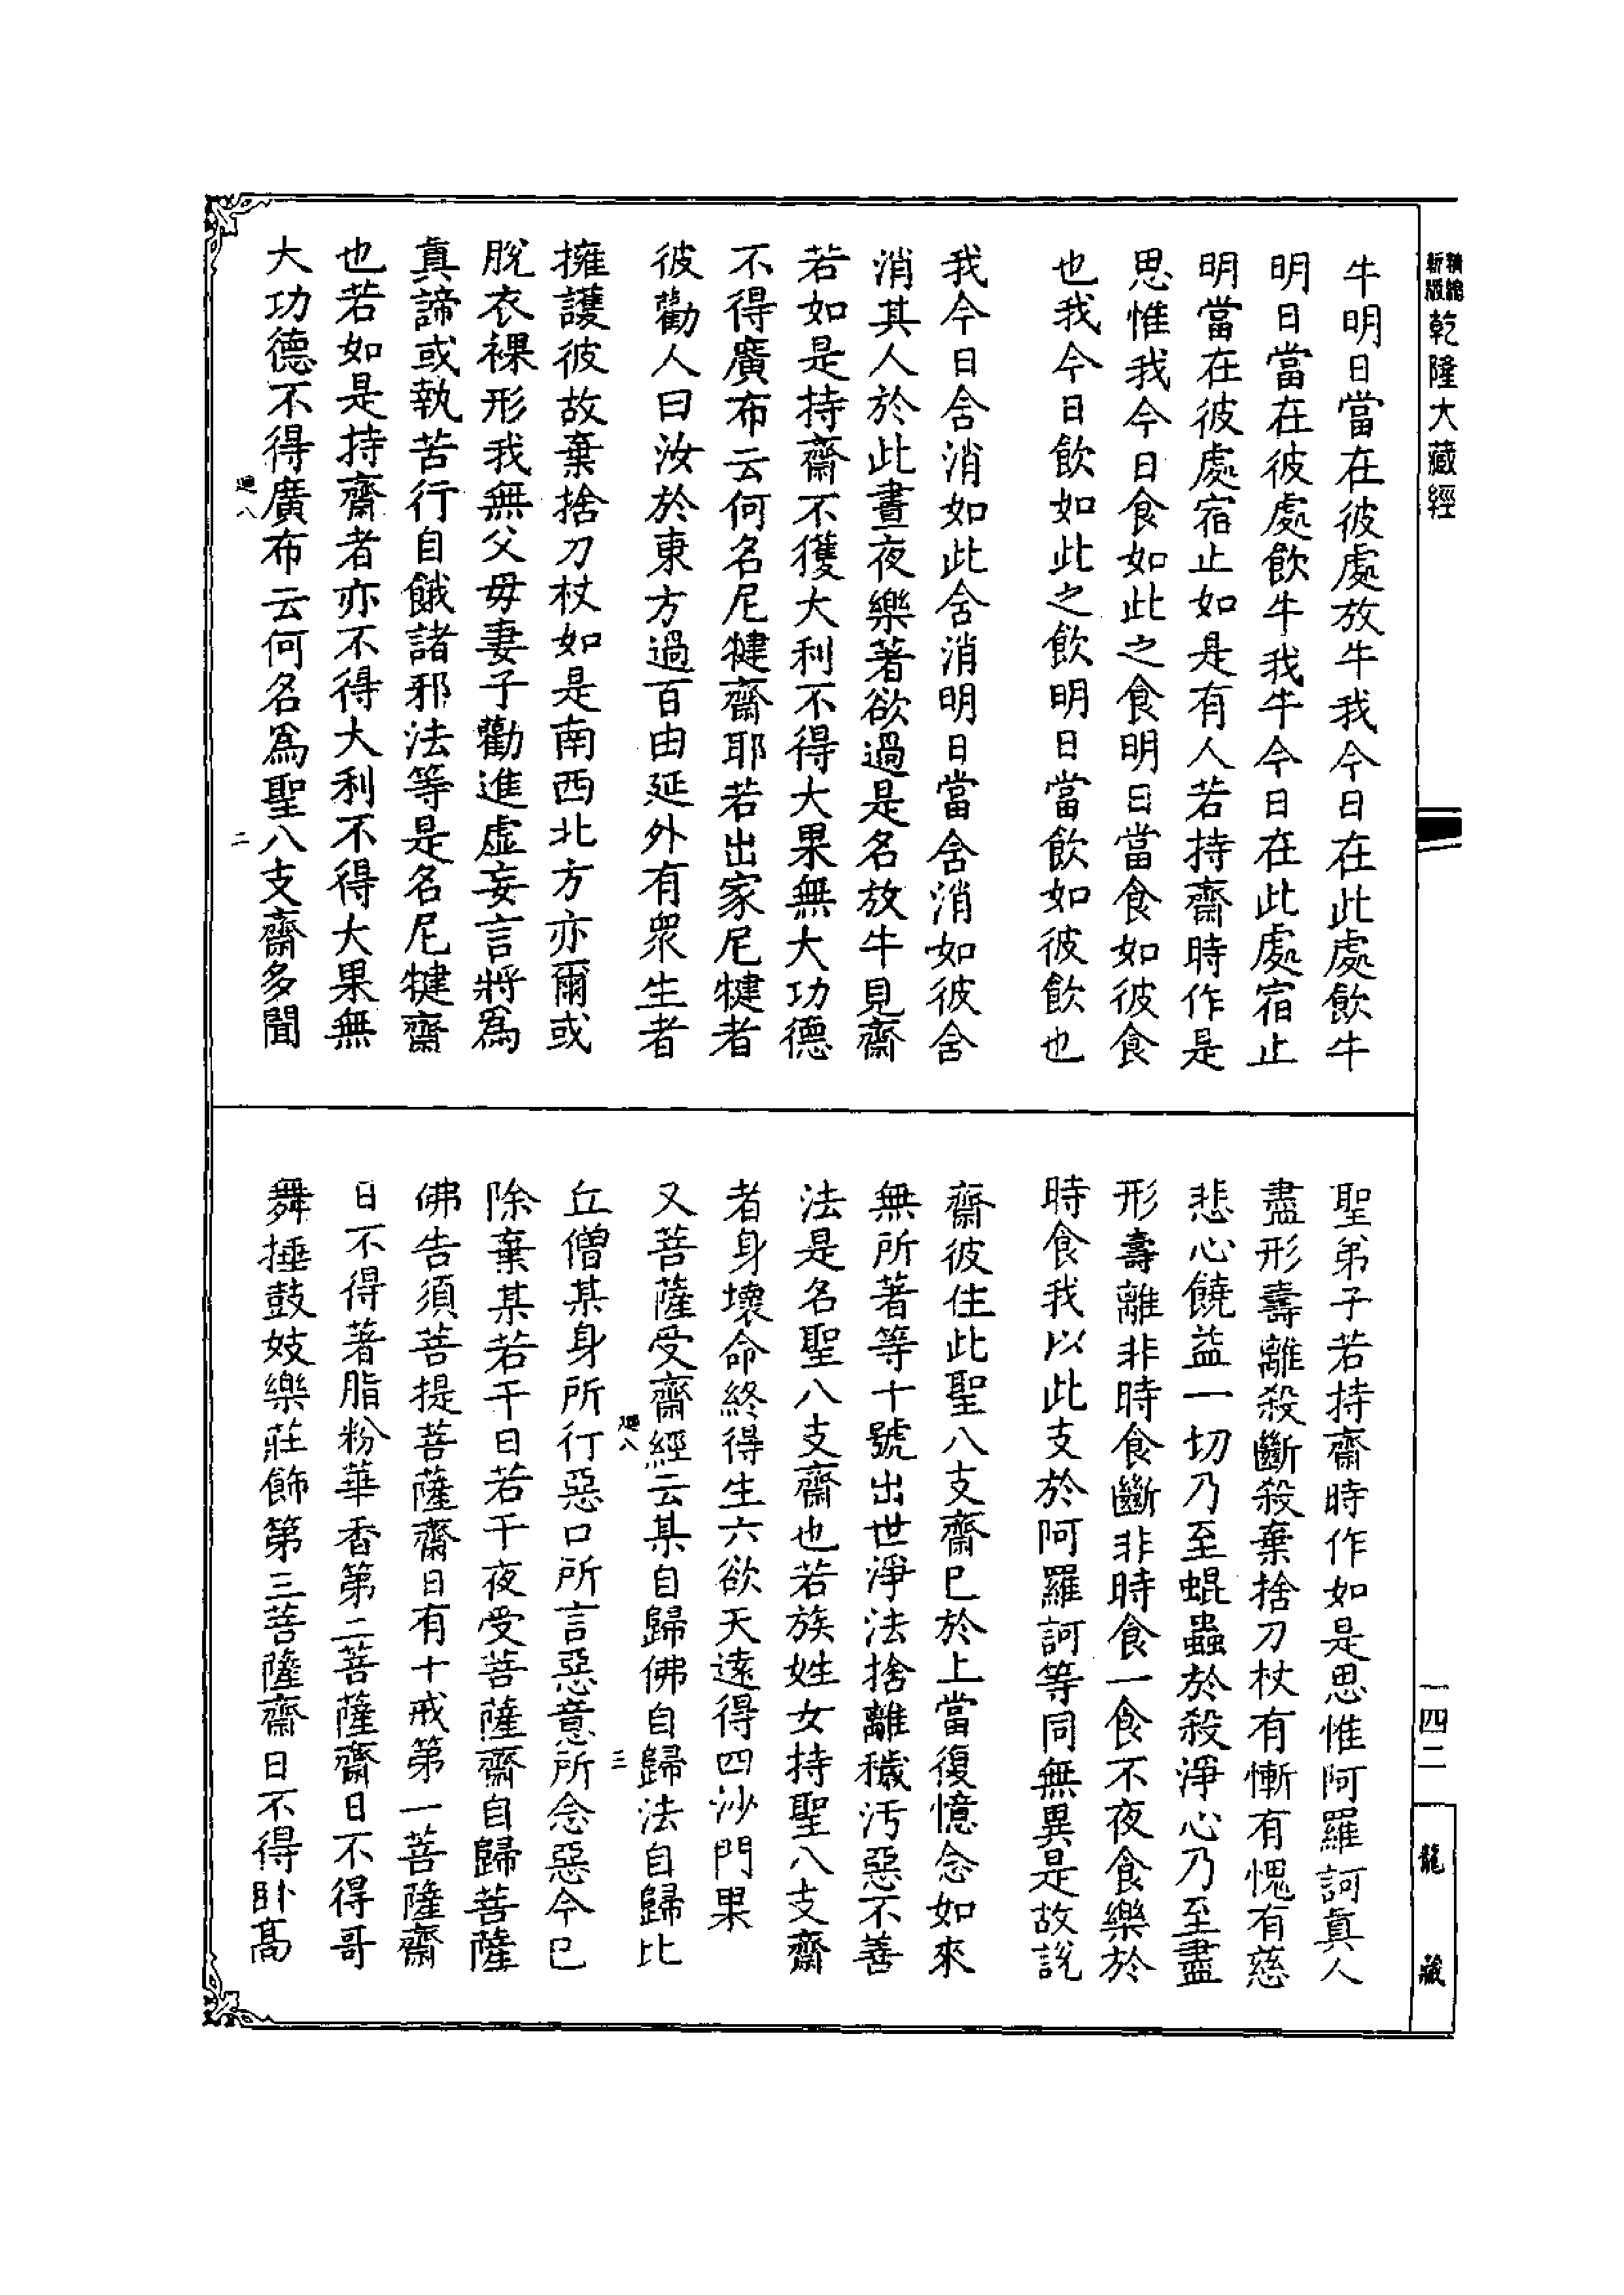 精縮
新版
乾隆大藏經
牛明日當在彼處放牛我今日在此處飲牛
明日當在彼處飲牛我牛今日在此處宿止
明當在彼處宿止如是有人若持齋時作是
思惟我今日食如此之食明日當食如彼食
也我今日飲如此之飲明日當飲如彼飲也
我今日含消如此含消明日當含消如彼含
消其人於此晝夜樂著欲過是名放牛見齋
若如是持齋不獲大利不得大果無大功德
不得廣布云何名尼犍齋耶若出家尼犍者
彼勸人曰汝於東方過百由延外有眾生者
擁護彼故棄捨刀杖如是南西北方亦爾或
脫衣裸形我無父母妻子勸進虛妄言將為
真諦或執苦行自餓諸邪法等是名尼犍齋
也若如是持齋者亦不得大利不得大果無
大功德不得廣布云何名為聖八支齋多聞
八
二
聖弟子若持齋時作如是思惟阿羅訶真人
盡形壽離殺斷殺棄捨刀杖有慚有愧有慈
悲心饒益一切乃至蜫蟲於殺淨心乃至盡
形壽離非時食斷非時食一食不夜食樂於
時食我以此支於阿羅訶等同無異是故說
齋彼住此聖八支齋已於上當復憶念如來
無所著等十號出世淨法捨離穢污惡不善
法是名聖八支齋也若族姓女持聖八支齋
者身壞命終得生六欲天遠得四沙門果
又菩薩受齋經云某自歸佛自歸法自歸比
八
三
丘僧某身所行惡口所言惡意所念惡今已
除棄某若干日若干夜受菩薩齋自歸菩薩
佛告須菩提菩薩齋日有十戒第一菩薩齋
日不得著脂粉華香第二菩薩齋日不得哥
舞捶鼓妓樂莊飾第三菩薩齋日不得臥高
一四二
龍藏